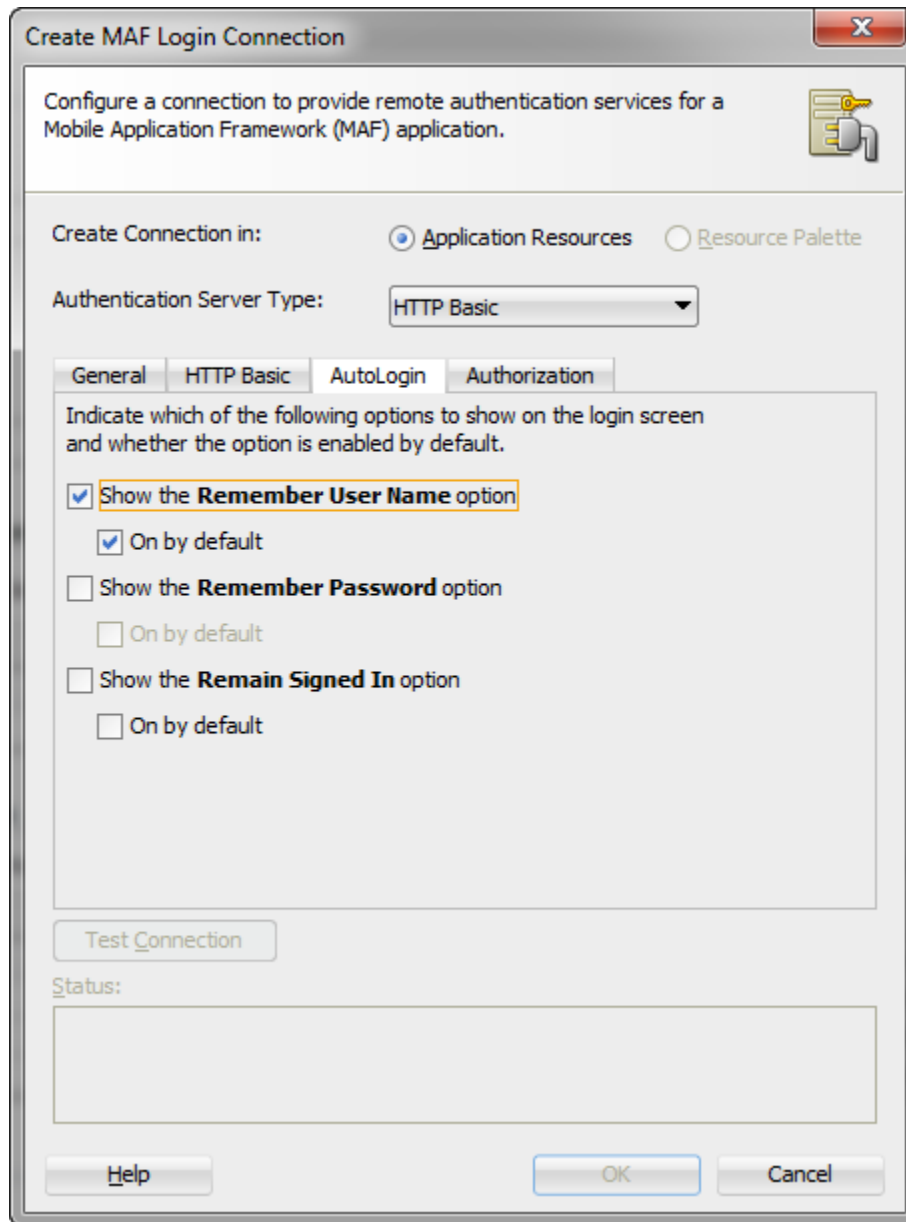 Create MAF Login Connection
Configure a connection to provide remote authentication services for a
Mobile Application Framework (MAF) application.
Create Connection in: Application Resources Resource Palette
Authentication Server Type: HTTP Basic
General HTTP Basic AutoLogin Authorization
Indicate which of the following options to show on the login screen
and whether the option is enabled by default.
Show the Remember User Name option
On by default
Show the Remember Password option
On by default
Show the Remain Signed In option
On by default
Test Connection
Status:
Help OK Cancel